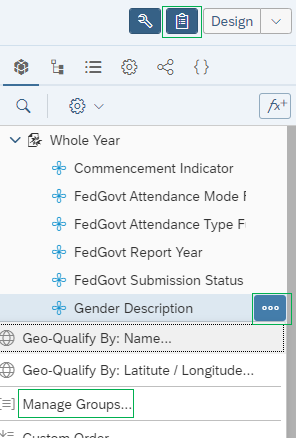 Design
{ }
fx+
Whole Year
Commencement Indicator
FedGovt Attendance Mode F
FedGovt Attendance Type Fu
FedGovt Report Year
FedGovt Submission Status
Gender Description
Geo-Qualify By: Name...
Geo-Qualify By: Latitute / Longitude...
Manage Groups...
Custom Order